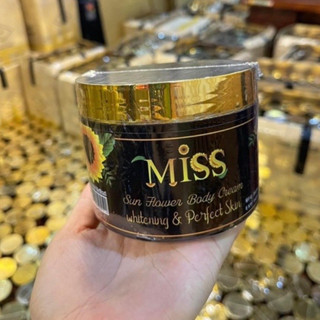 MISS
Sun Flower Body Cream
whitening & Perfect Skin